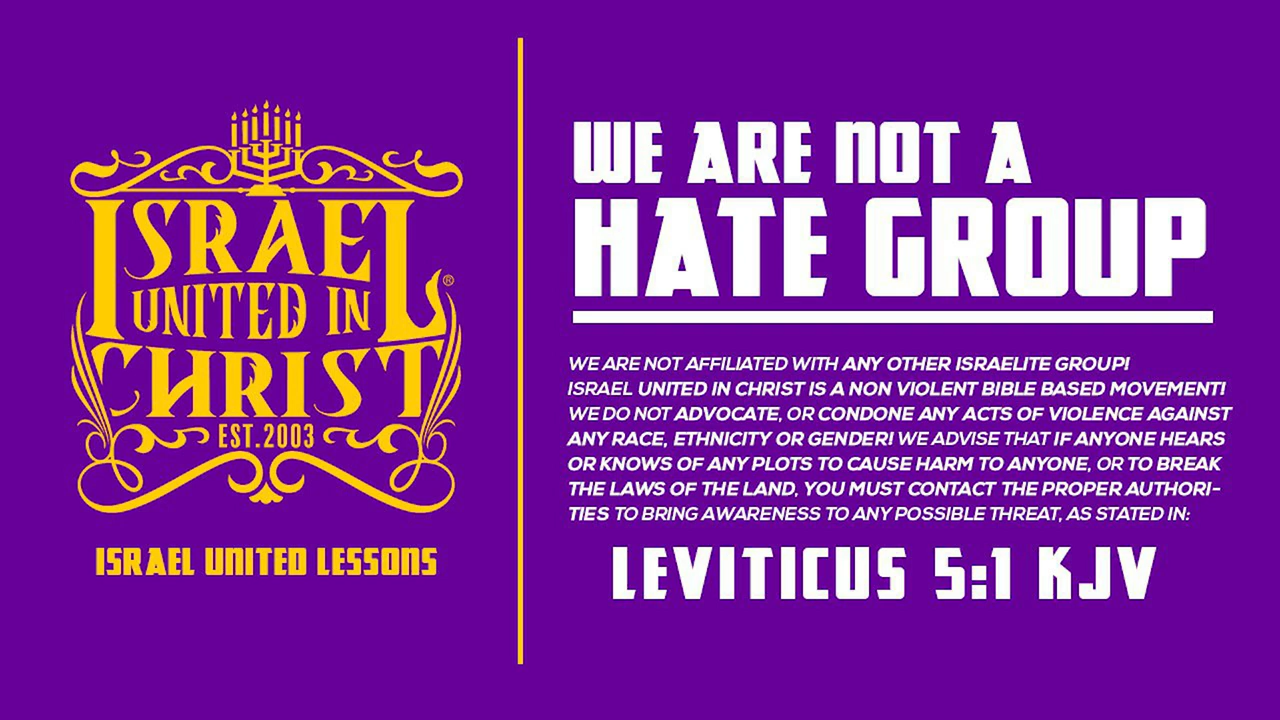 ISRAEL
UNITED IN
CHRIST
®
EST.2003
ISRAEL UNITED LESSONS
WE ARE NOT A
HATE GROUP
WE ARE NOT AFFILIATED WITH ANY OTHER ISRAELITE GROUP!
ISRAEL UNITED IN CHRIST IS A NON VIOLENT BIBLE BASED MOVEMENT!
WE DO NOT ADVOCATE, OR CONDONE ANY ACTS OF VIOLENCE AGAINST
ANY RACE, ETHNICITY OR GENDER! WE ADVISE THAT IF ANYONE HEARS
OR KNOWS OF ANY PLOTS TO CAUSE HARM TO ANYONE, OR TO BREAK
THE LAWS OF THE LAND, YOU MUST CONTACT THE PROPER AUTHORI-
TIES TO BRING AWARENESS TO ANY POSSIBLE THREAT, AS STATED IN:
LEVITICUS 5:1 KJV